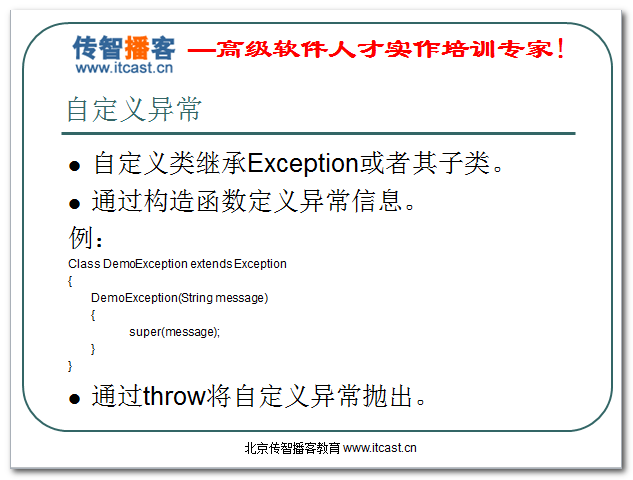 传智播客 —高级软件人才实作培训专家!
www.itcast.cn
自定义异常
● 自定义类继承Exception或者其子类。
● 通过构造函数定义异常信息。
例：
Class DemoException extends Exception
{
DemoException(String message)
{
super(message);
}
}
● 通过throw将自定义异常抛出。
北京传智播客教育 www.itcast.cn